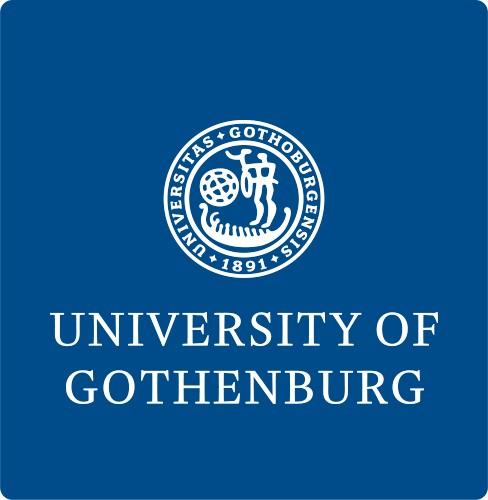 UNIVERSITAS ✦ GOTHOBURGENSIS ✦ 1891 ✦
UNIVERSITY OF
GOTHENBURG